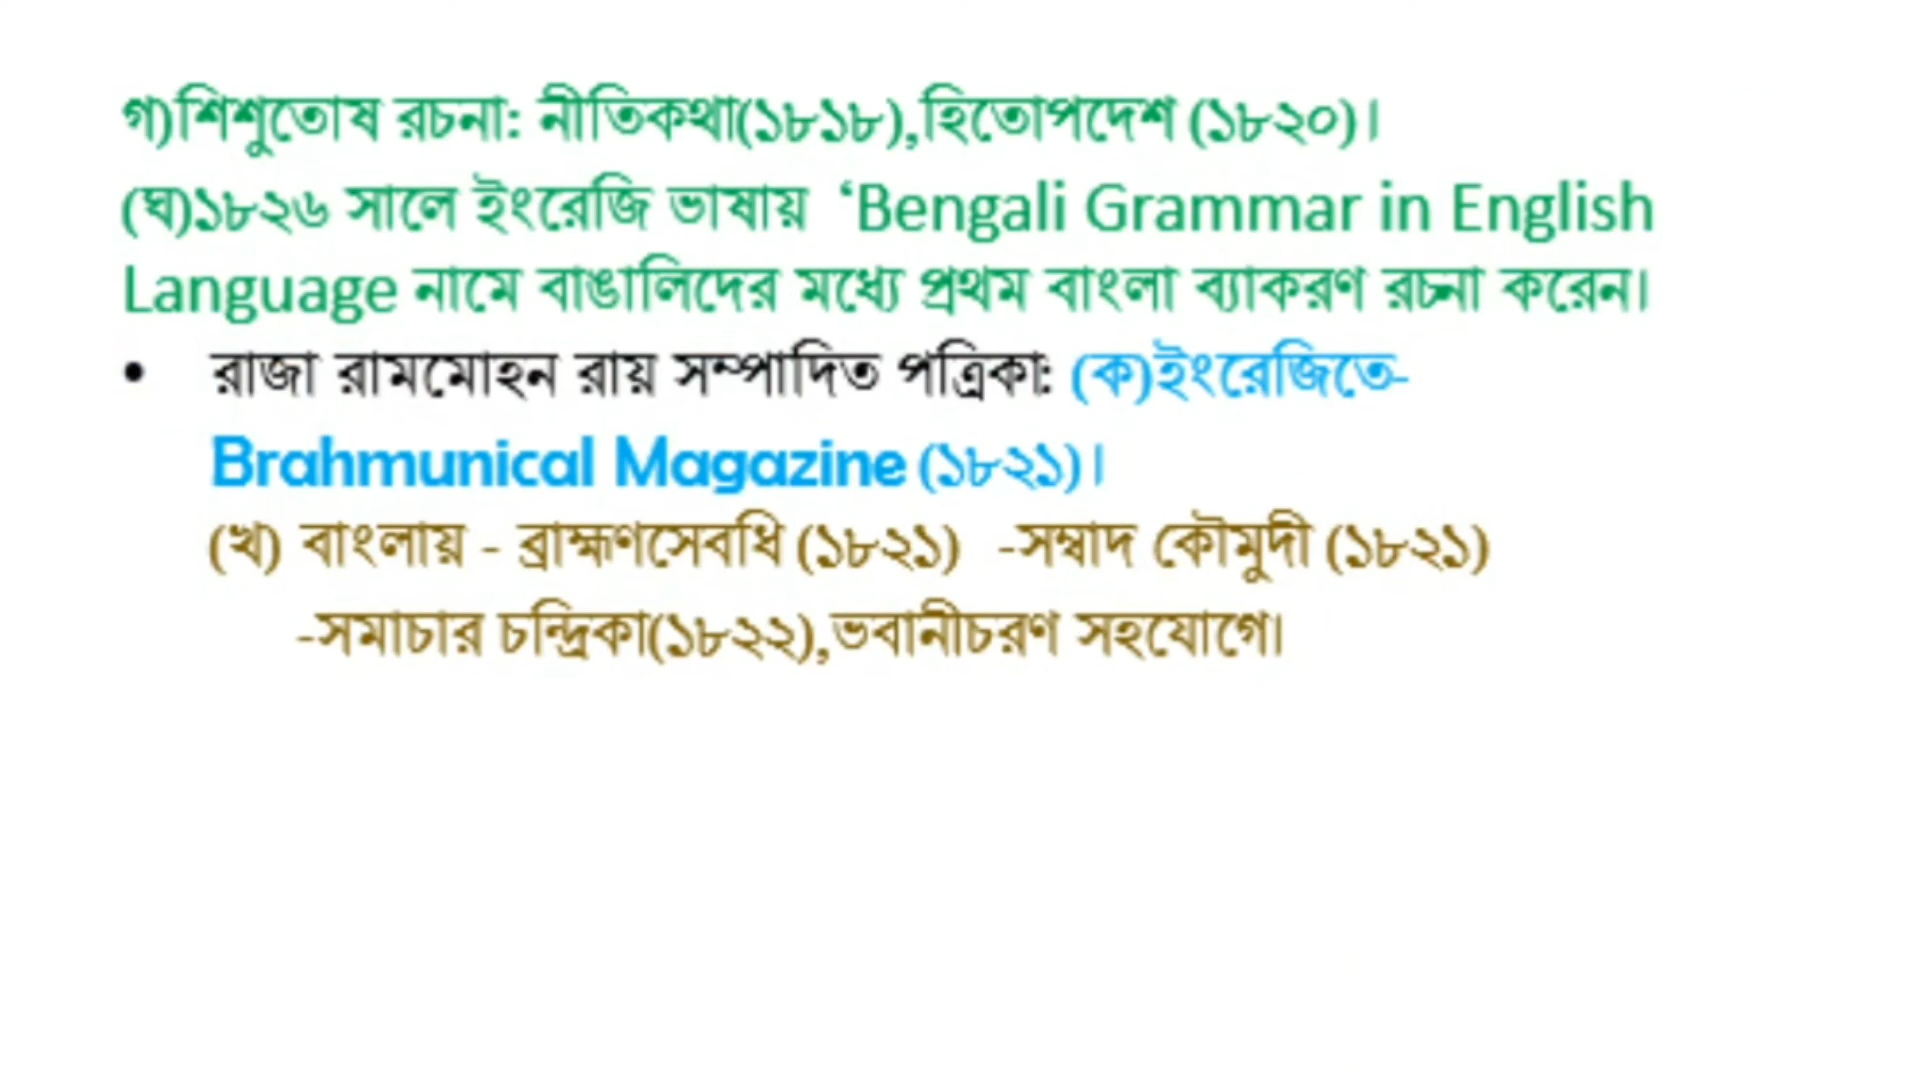 গ)শিশুতোষ রচনা: নীতিকথা(১৮১৮),হিতোপদেশ (১৮২০)।
(ঘ)১৮২৬ সালে ইংরেজি ভাষায় ‘Bengali Grammar in English
Language নামে বাঙালিদের মধ্যে প্রথম বাংলা ব্যাকরণ রচনা করেন।
• রাজা রামমোহন রায় সম্পাদিত পত্রিকা: (ক)ইংরেজিতে-
Brahmunical Magazine (১৮২১)।
(খ) বাংলায় - ব্রাহ্মণসেবধি (১৮২১) -সম্বাদ কৌমুদী (১৮২১)
-সমাচার চন্দ্রিকা(১৮২২),ভবানীচরণ সহযোগে।